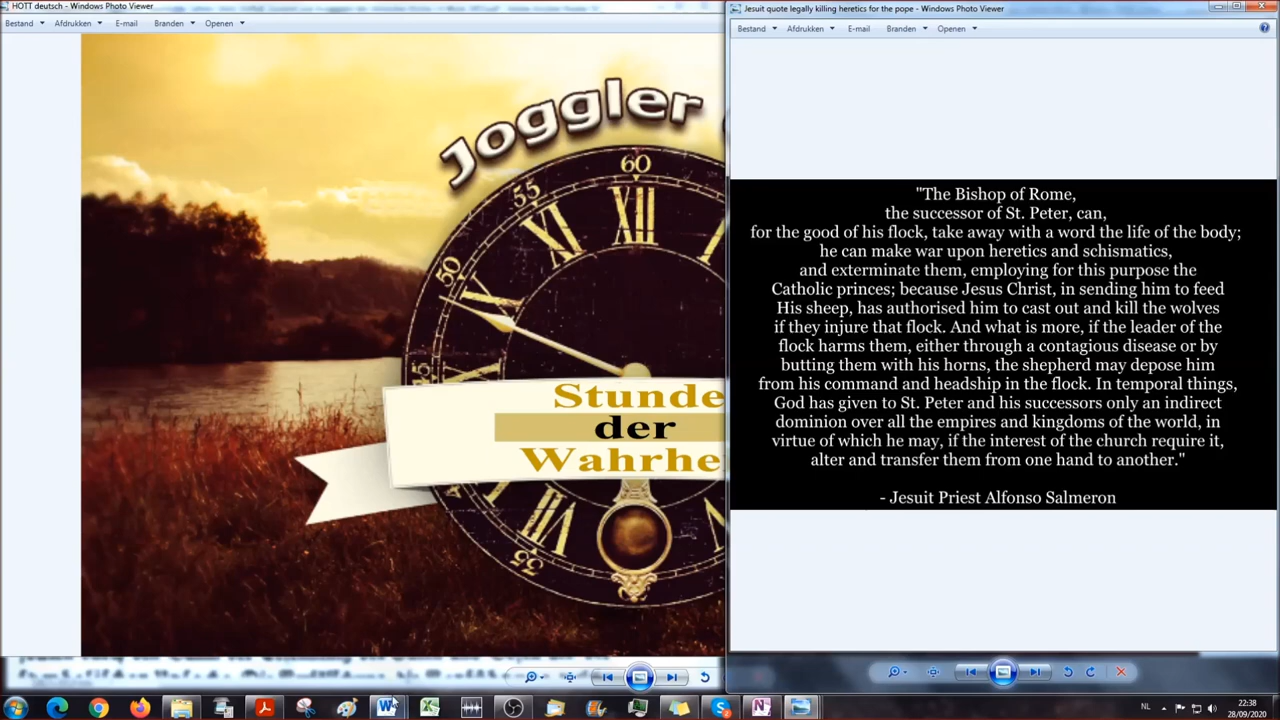 HOTT deutsch - Windows Photo Viewer
Bestand Afdrukken E-mail Branden Openen
Joggler
60
55
50
XII
XI
Stunde
der
Wahrhe
VIII
35
Jesuit quote legally killing heretics for the pope - Windows Photo Viewer
Bestand Afdrukken E-mail Branden Openen
"The Bishop of Rome,
the successor of St. Peter, can,
for the good of his flock, take away with a word the life of the body;
he can make war upon heretics and schismatics,
and exterminate them, employing for this purpose the
Catholic princes; because Jesus Christ, in sending him to feed
His sheep, has authorised him to cast out and kill the wolves
if they injure that flock. And what is more, if the leader of the
flock harms them, either through a contagious disease or by
butting them with his horns, the shepherd may depose him
from his command and headship in the flock. In temporal things,
God has given to St. Peter and his successors only an indirect
dominion over all the empires and kingdoms of the world, in
virtue of which he may, if the interest of the church require it,
alter and transfer them from one hand to another."
- Jesuit Priest Alfonso Salmeron
NL
22:38
28/09/2020